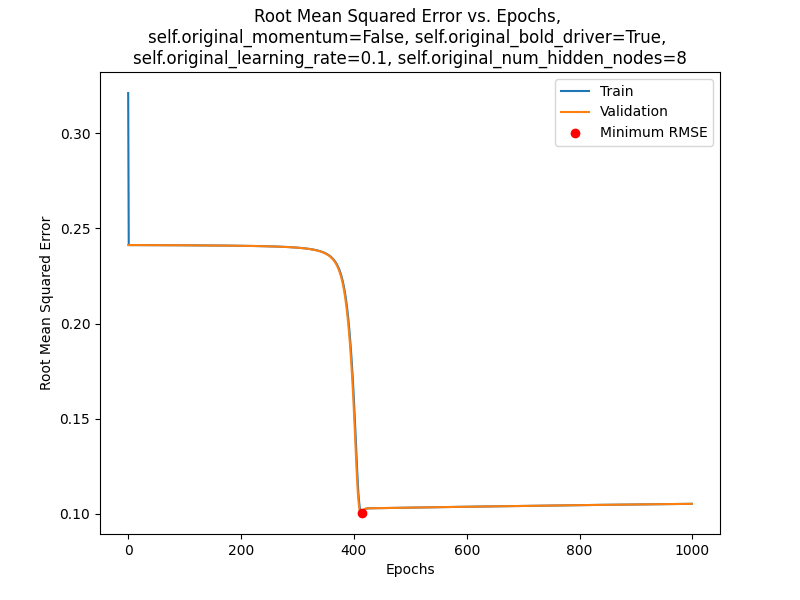 Root Mean Squared Error vs. Epochs,
self.original_momentum=False, self.original_bold_driver=True,
self.original_learning_rate=0.1, self.original_num_hidden_nodes=8
Train
Validation
Minimum RMSE
Root Mean Squared Error
0.30
0.25
0.20
0.15
0.10
0 200 400 600 800 1000
Epochs